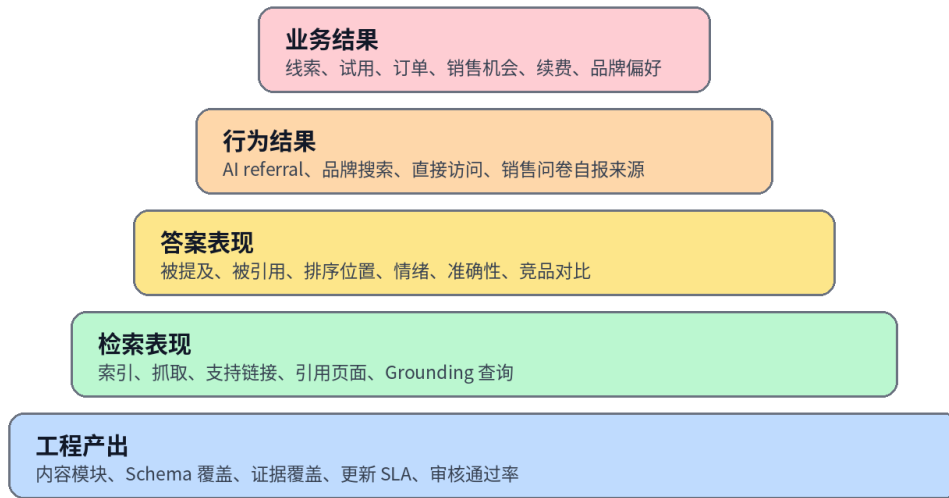 业务结果
线索、试用、订单、销售机会、续费、品牌偏好
行为结果
AI referral、品牌搜索、直接访问、销售问卷自报来源
答案表现
被提及、被引用、排序位置、情绪、准确性、竞品对比
检索表现
索引、抓取、支持链接、引用页面、Grounding 查询
工程产出
内容模块、Schema 覆盖、证据覆盖、更新 SLA、审核通过率